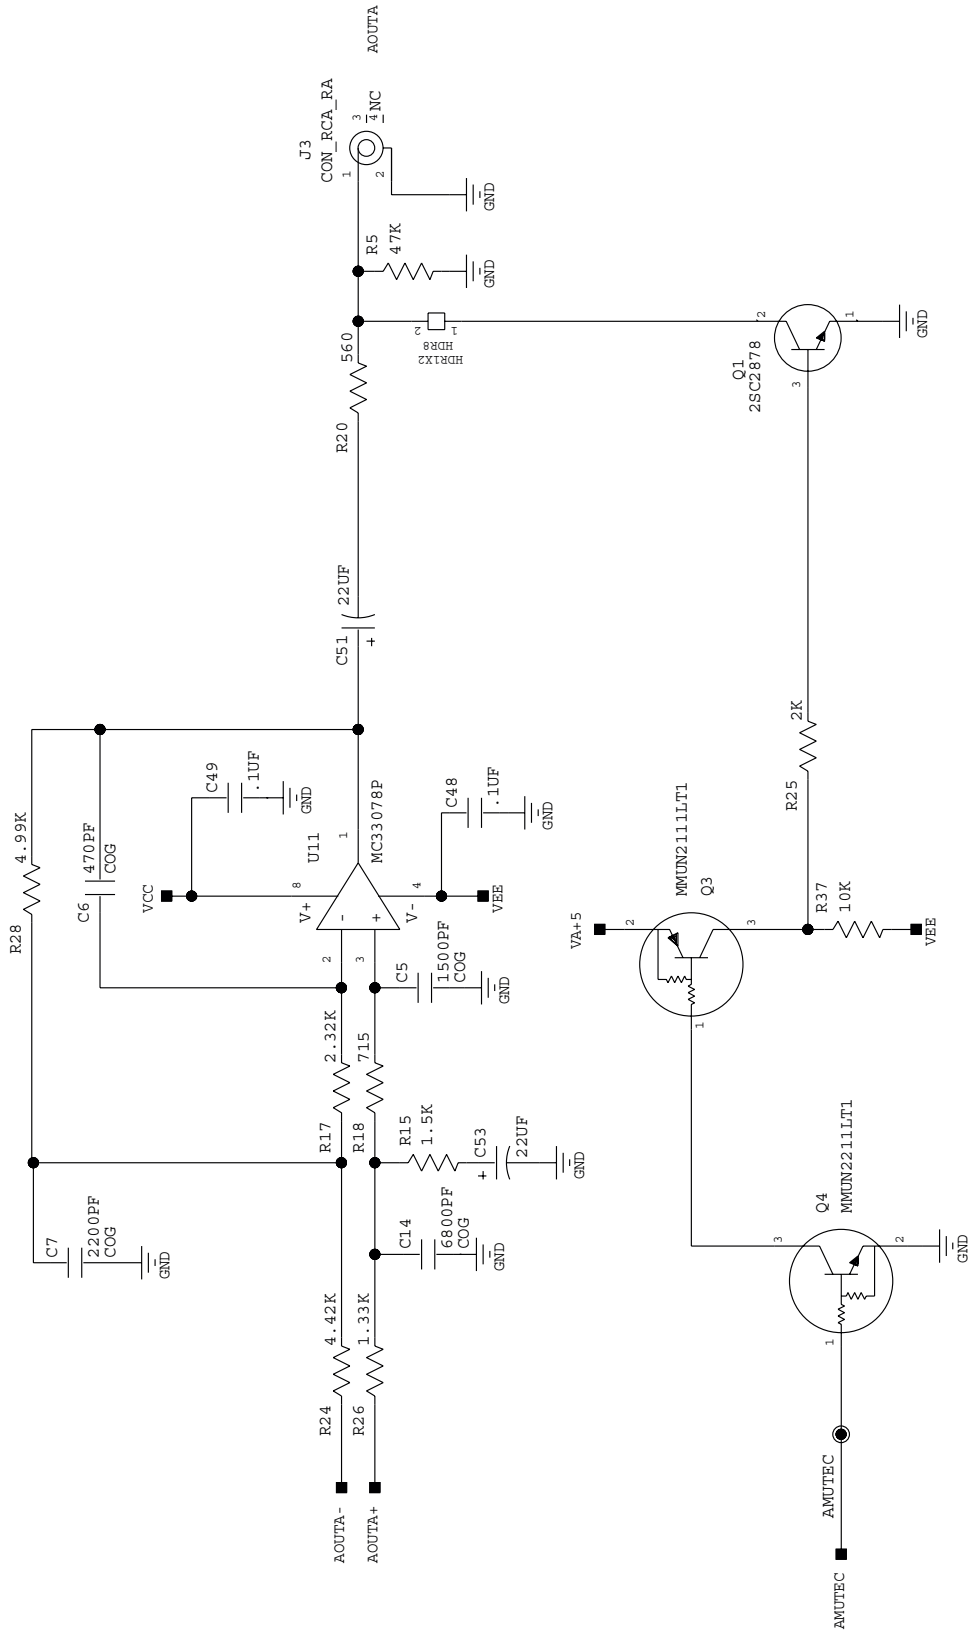 AOUTA
J3
CON_RCA_RA
3
4
NC
1
2
GND
R5
47K
GND
560
R20
2
1
HDR8
HDR1X2
2
Q1
2SC2878
3
1
GND
22UF
C51
+
4.99K
R28
470PF
COG
C6
C49
.1UF
GND
VCC
8
V+
U11
1
MC33078P
-
+
V-
4
VEE
C48
.1UF
GND
2
3
C5
1500PF
COG
GND
2.32K
R17
715
R18
R15
1.5K
C53
+
22UF
GND
C7
2200PF
COG
GND
C14
6800PF
COG
GND
4.42K
R24
1.33K
R26
AOUTA-
AOUTA+
2K
R25
MMUN2111LT1
Q3
VA+5
2
3
1
R37
10K
VEE
Q4
MMUN2211LT1
3
2
1
GND
AMUTEC
AMUTEC